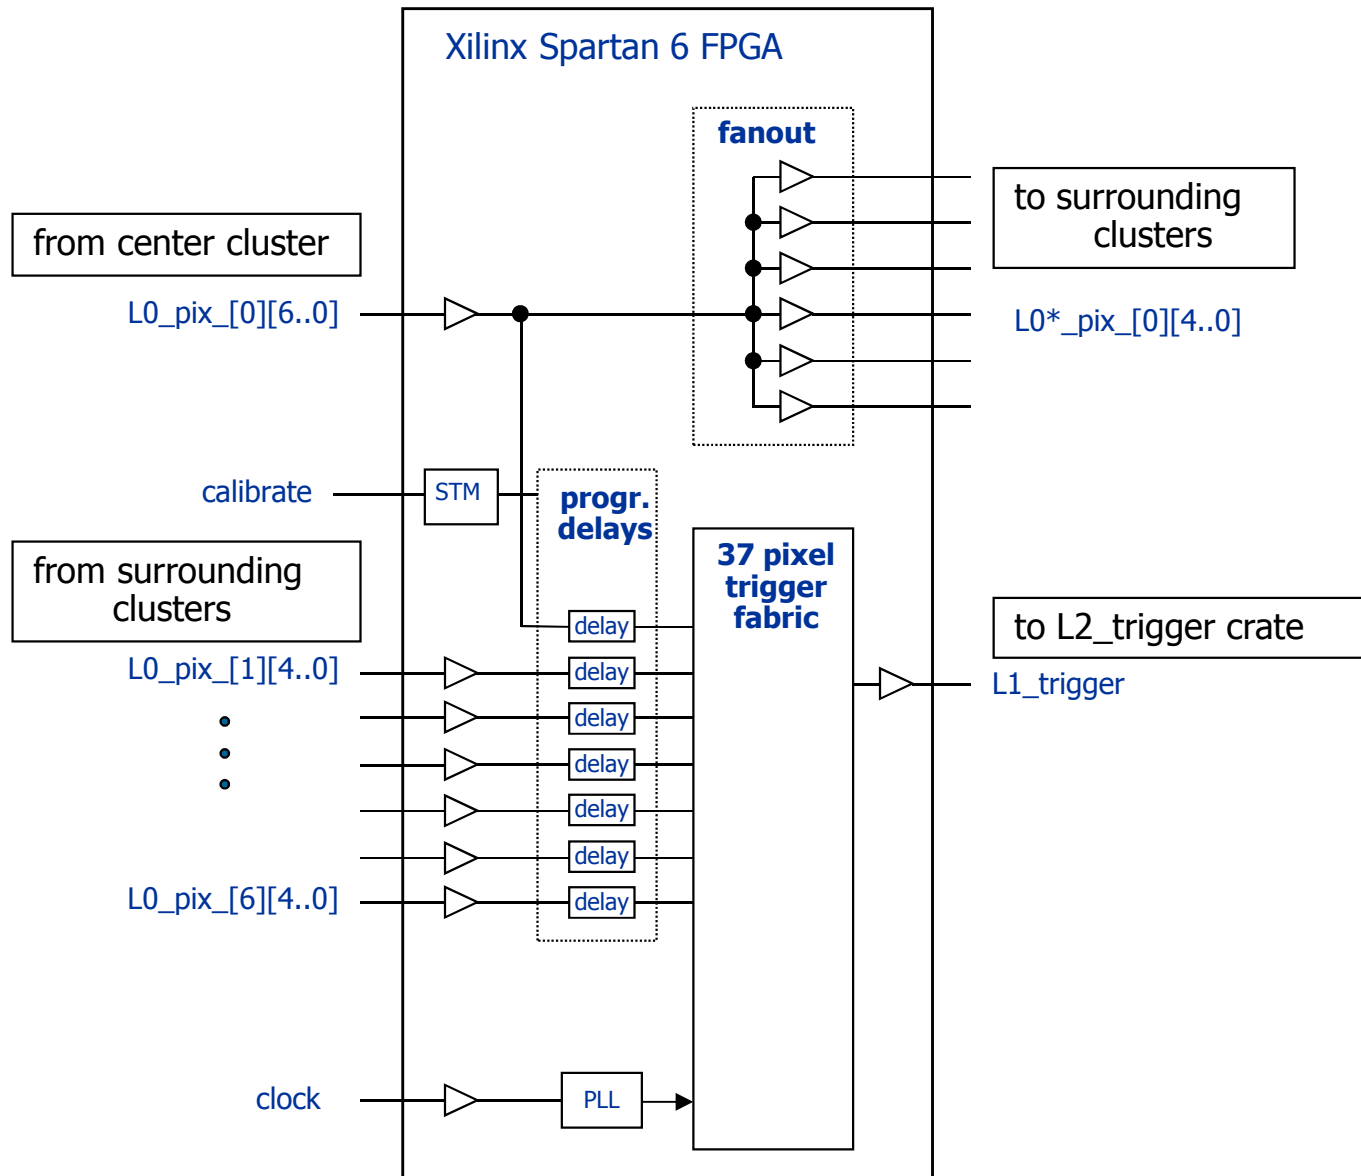 Xilinx Spartan 6 FPGA
fanout
to surrounding
clusters
from center cluster
L0_pix_[0][6..0]
L0*_pix_[0][4..0]
calibrate
STM
progr.
delays
from surrounding
clusters
37 pixel
trigger
fabric
to L2_trigger crate
delay
L0_pix_[1][4..0]
delay
L1_trigger
delay
delay
delay
delay
L0_pix_[6][4..0]
delay
clock
PLL